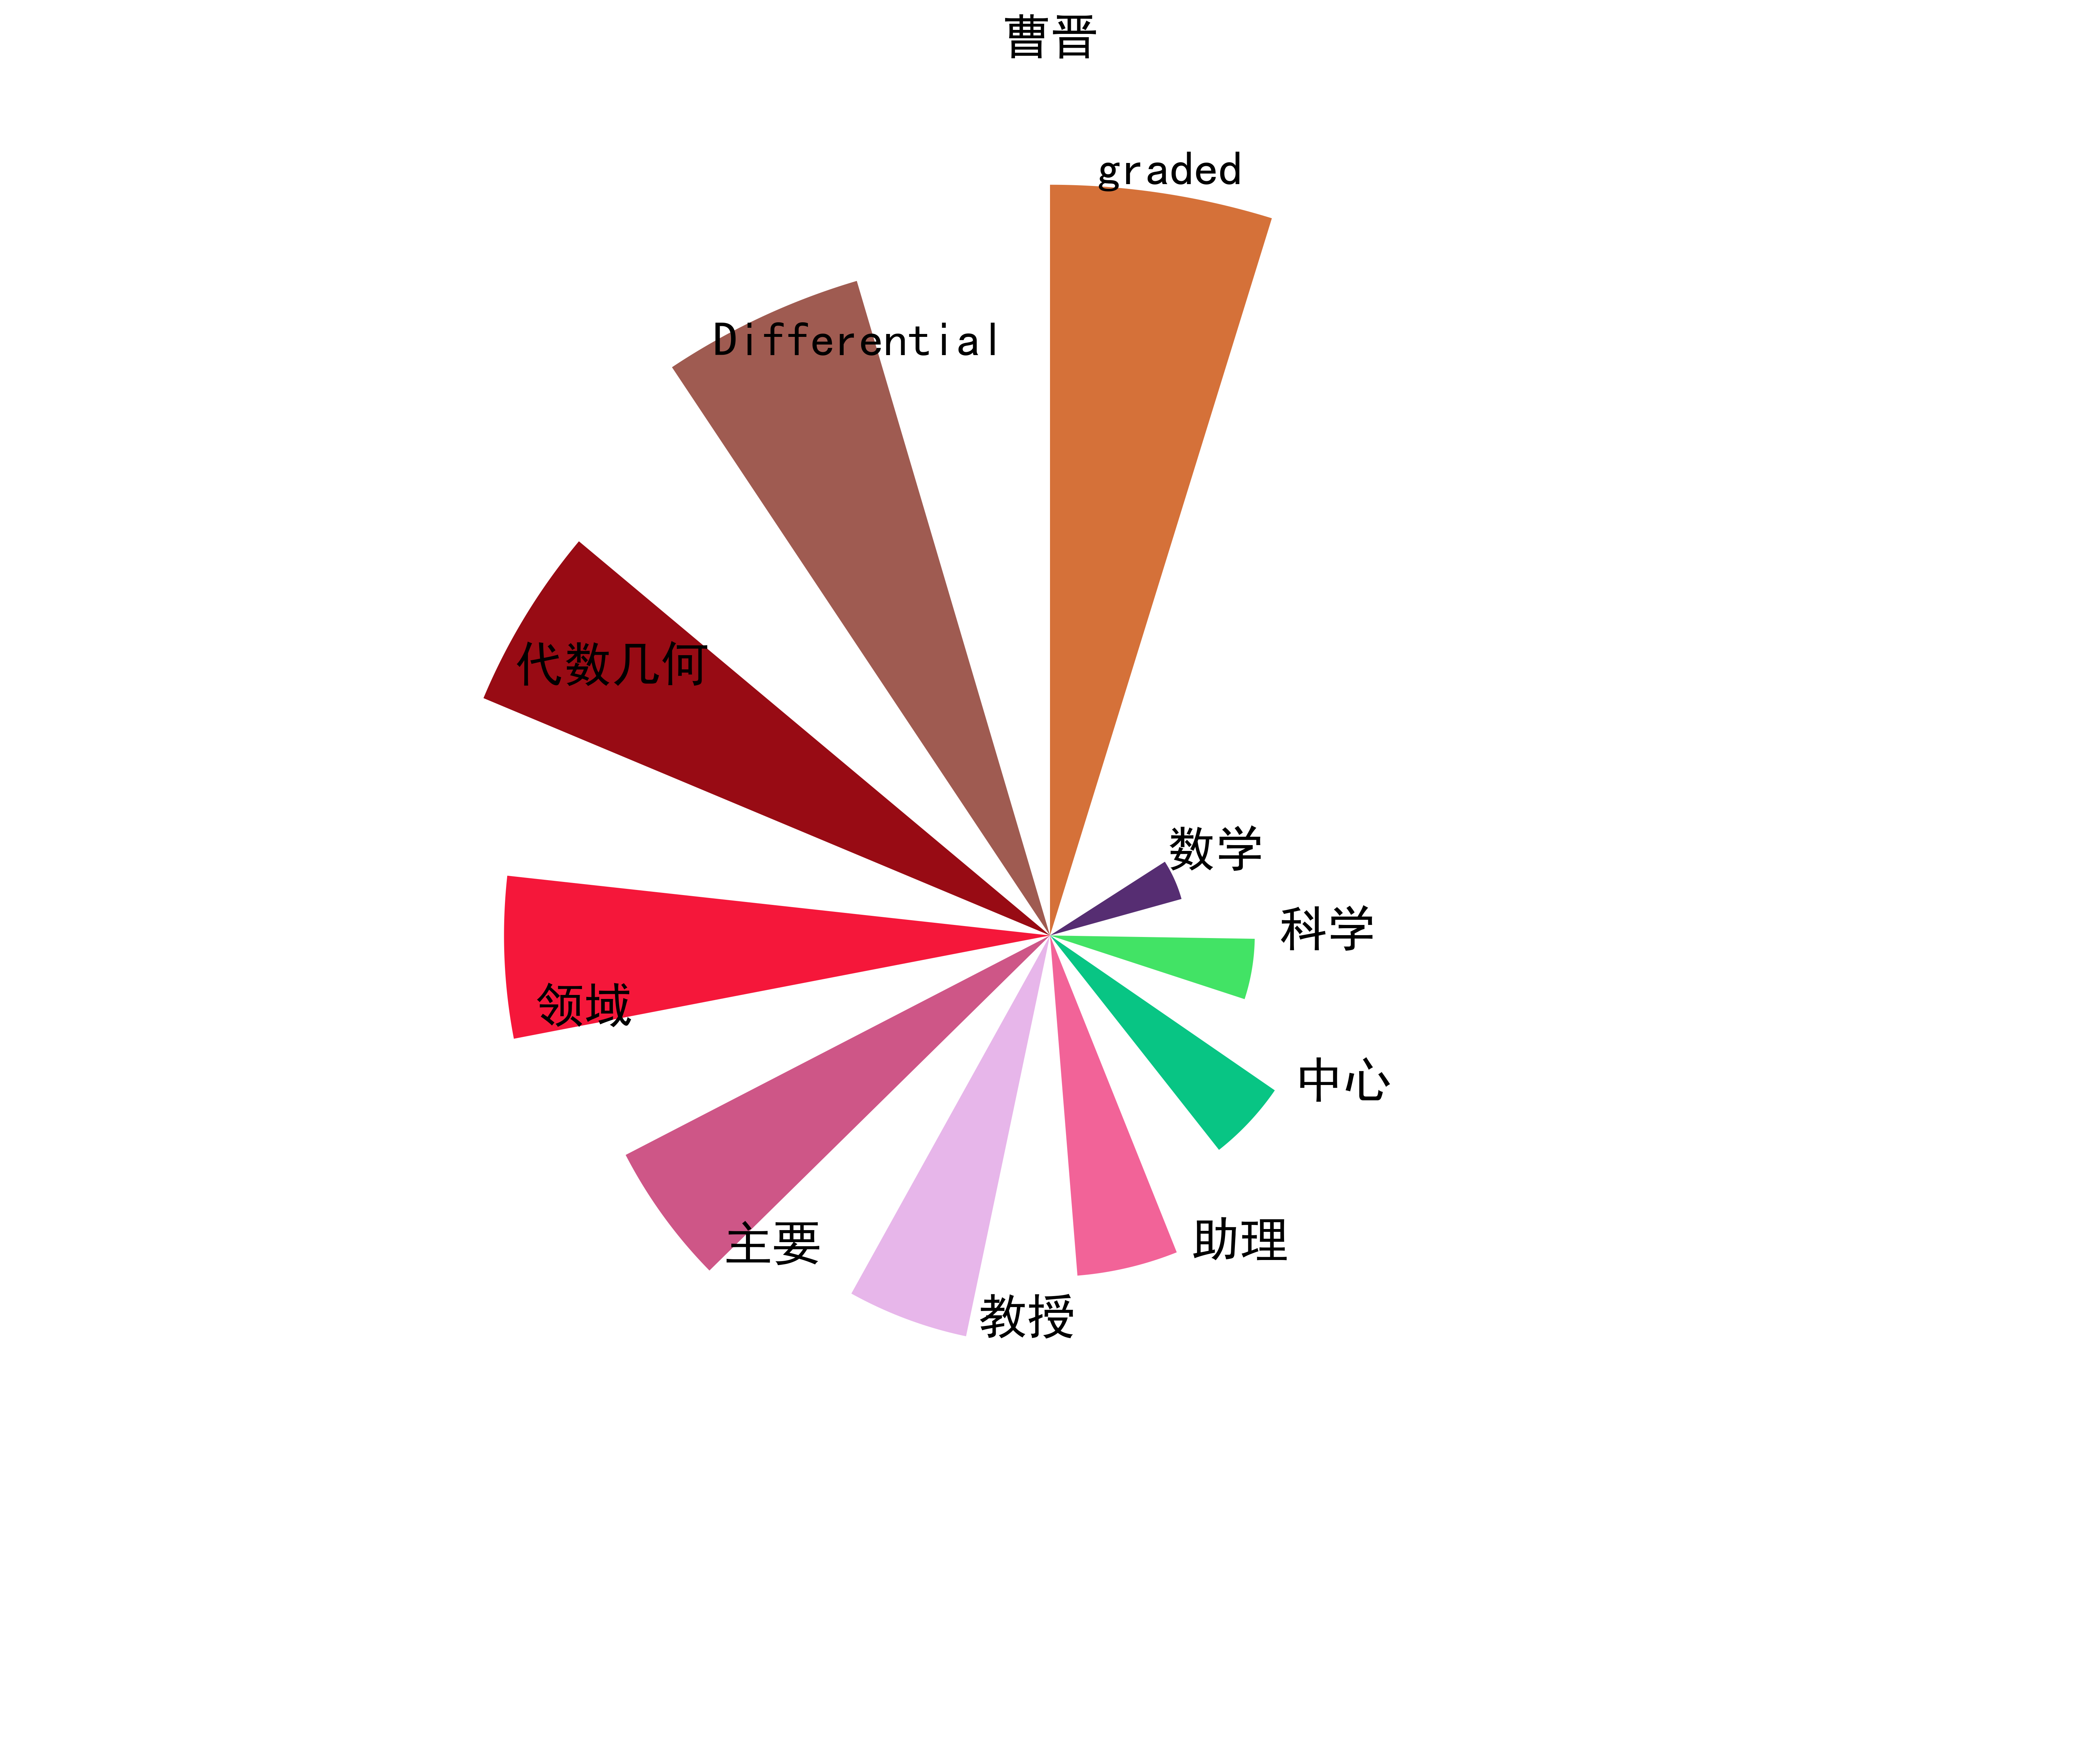 曹晋
graded
Differential
代数几何
数学
科学
领域
中心
助理
主要
教授